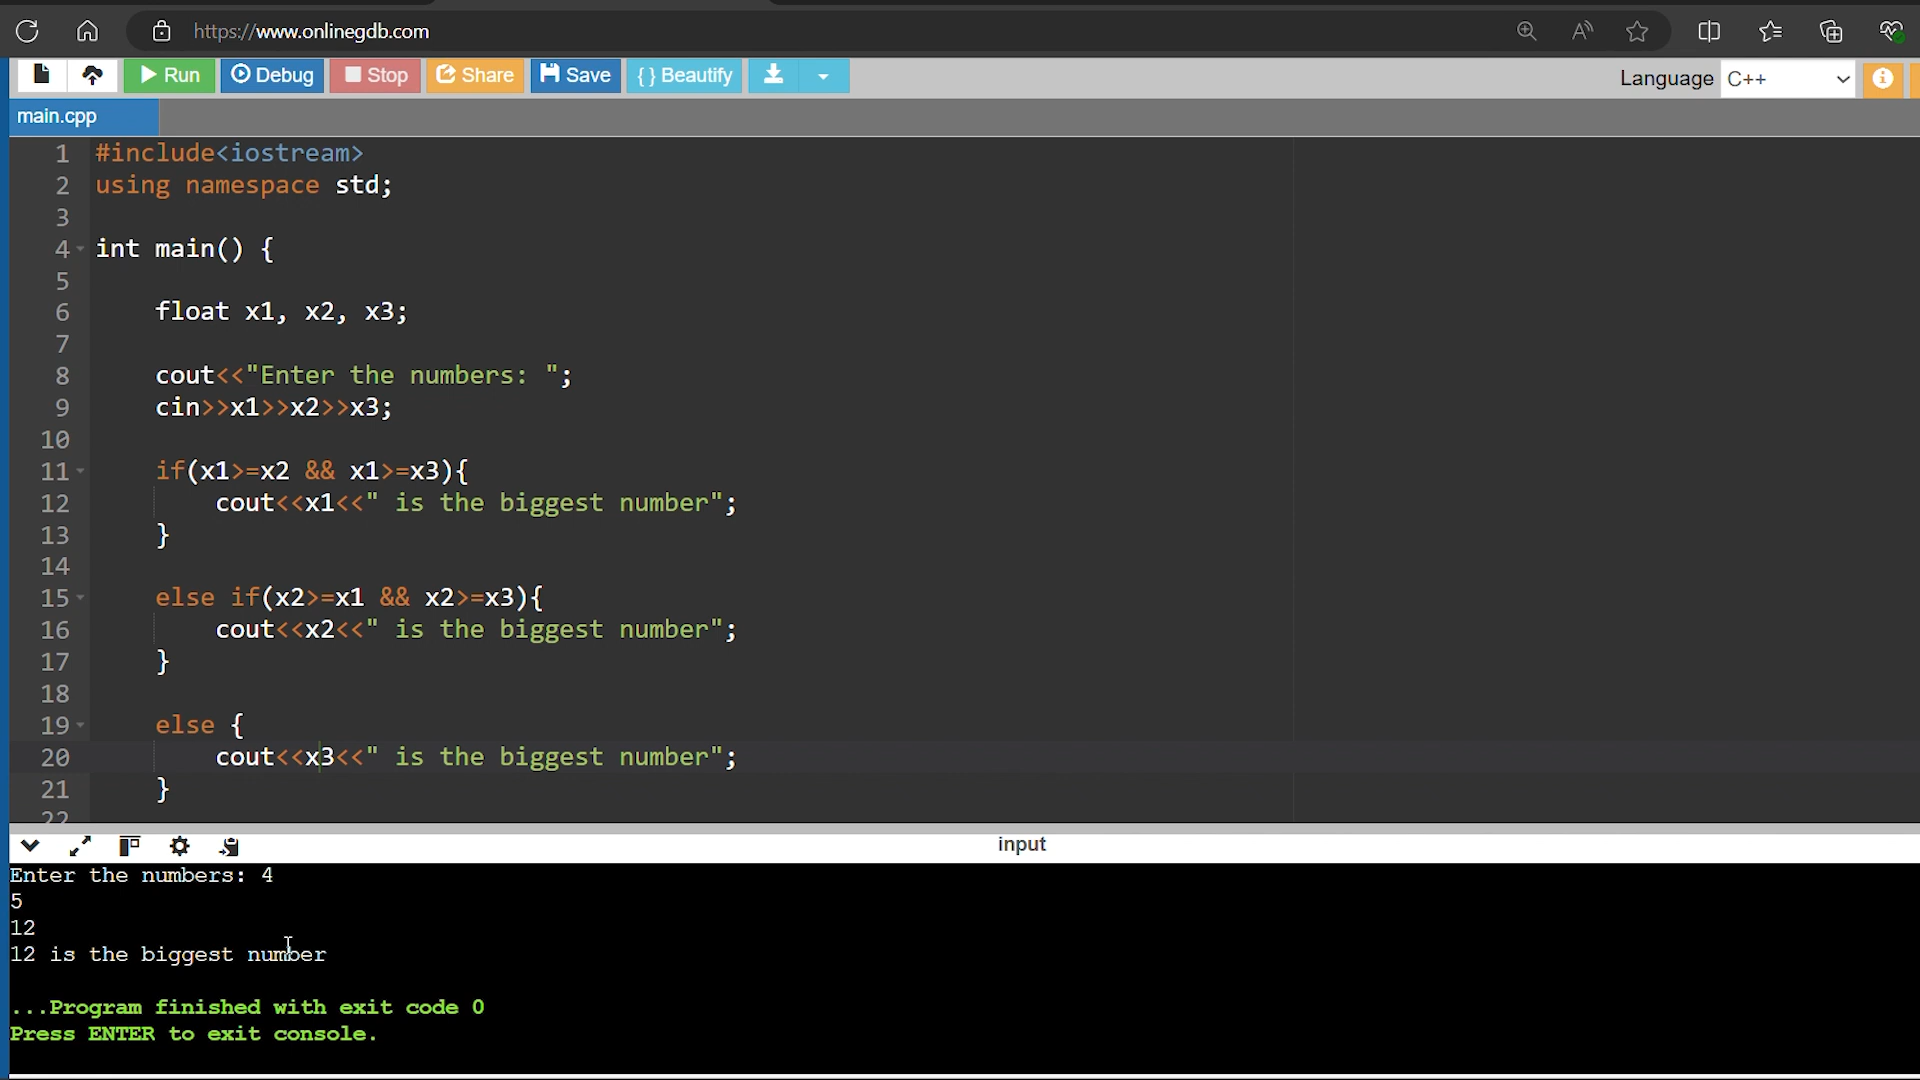 https://www.onlinegdb.com
Run Debug Stop Share Save {} Beautify Language C++
main.cpp
1 #include<iostream>
2 using namespace std;
3
4 int main() {
5
6     float x1, x2, x3;
7
8     cout<<"Enter the numbers: ";
9     cin>>x1>>x2>>x3;
10
11     if(x1>=x2 && x1>=x3){
12         cout<<x1<<" is the biggest number";
13     }
14
15     else if(x2>=x1 && x2>=x3){
16         cout<<x2<<" is the biggest number";
17     }
18
19     else {
20         cout<<x3<<" is the biggest number";
21     }
22
input
Enter the numbers: 4
5
12
12 is the biggest number
...Program finished with exit code 0
Press ENTER to exit console.